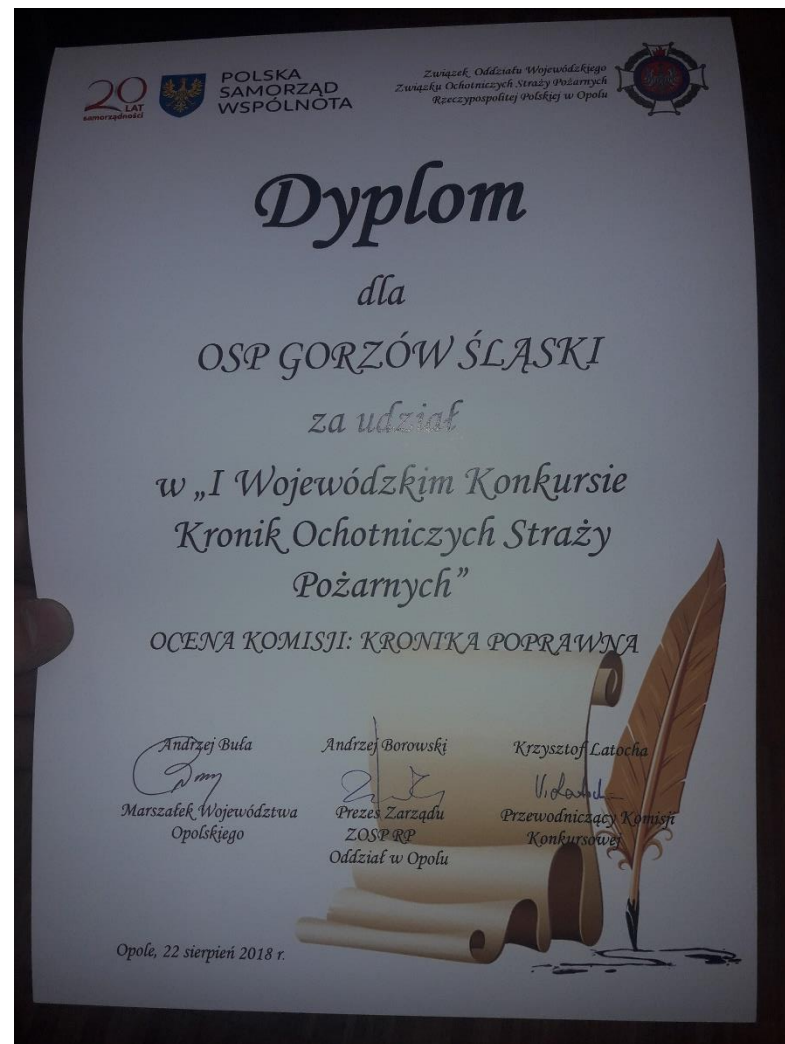 20
LAT
samorządności
POLSKA
SAMORZĄD
WSPÓLNOTA
Związek Oddziału Wojewódzkiego
Związku Ochotniczych Straży Pożarnych
Rzeczypospolitej Polskiej w Opolu
Dyplom
dla
OSP GORZÓW ŚLĄSKI
za udział
w „I Wojewódzkim Konkursie
Kronik Ochotniczych Straży
Pożarnych”
OCENA KOMISJI: KRONIKA POPRAWNA
Andrzej Buła
Marszałek Województwa
Opolskiego
Andrzej Borowski
Prezes Zarządu
ZOSP RP
Oddział w Opolu
Krzysztof Latocha
Przewodniczący Komisji
Konkursowej
Opole, 22 sierpień 2018 r.